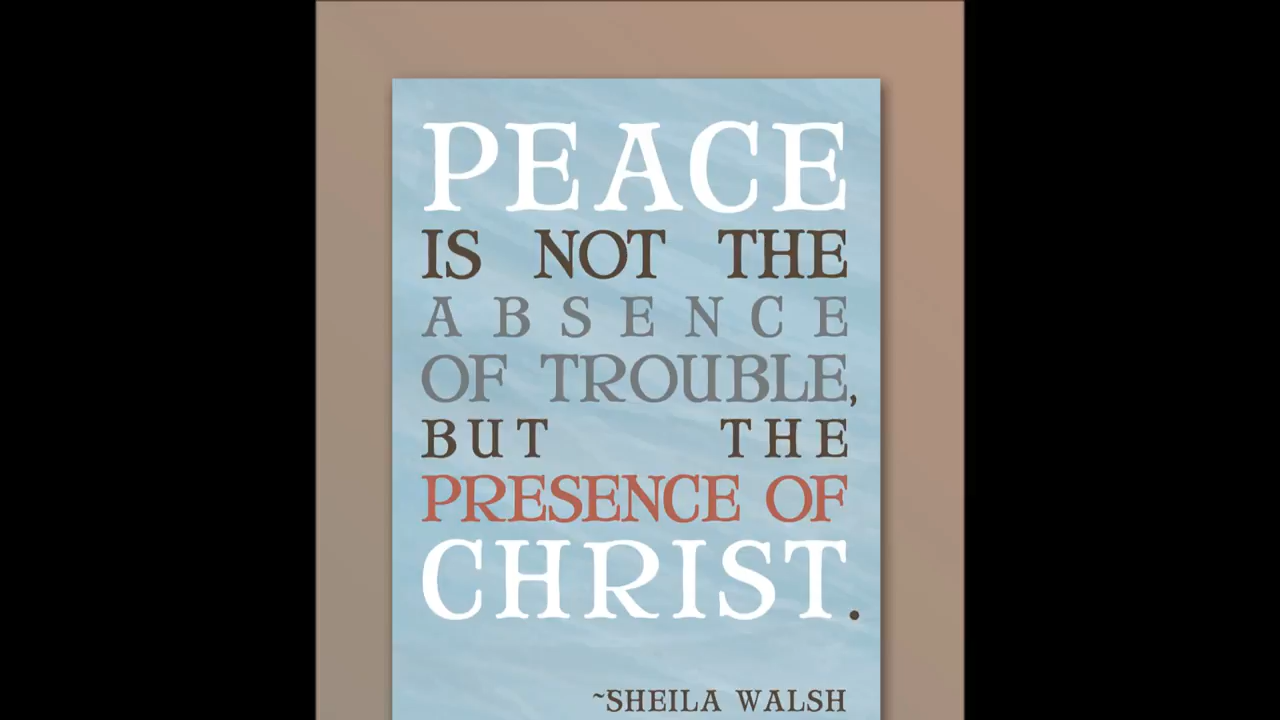 PEACE
IS NOT THE
ABSENCE
OF TROUBLE,
BUT THE
PRESENCE OF
CHRIST.
~SHEILA WALSH